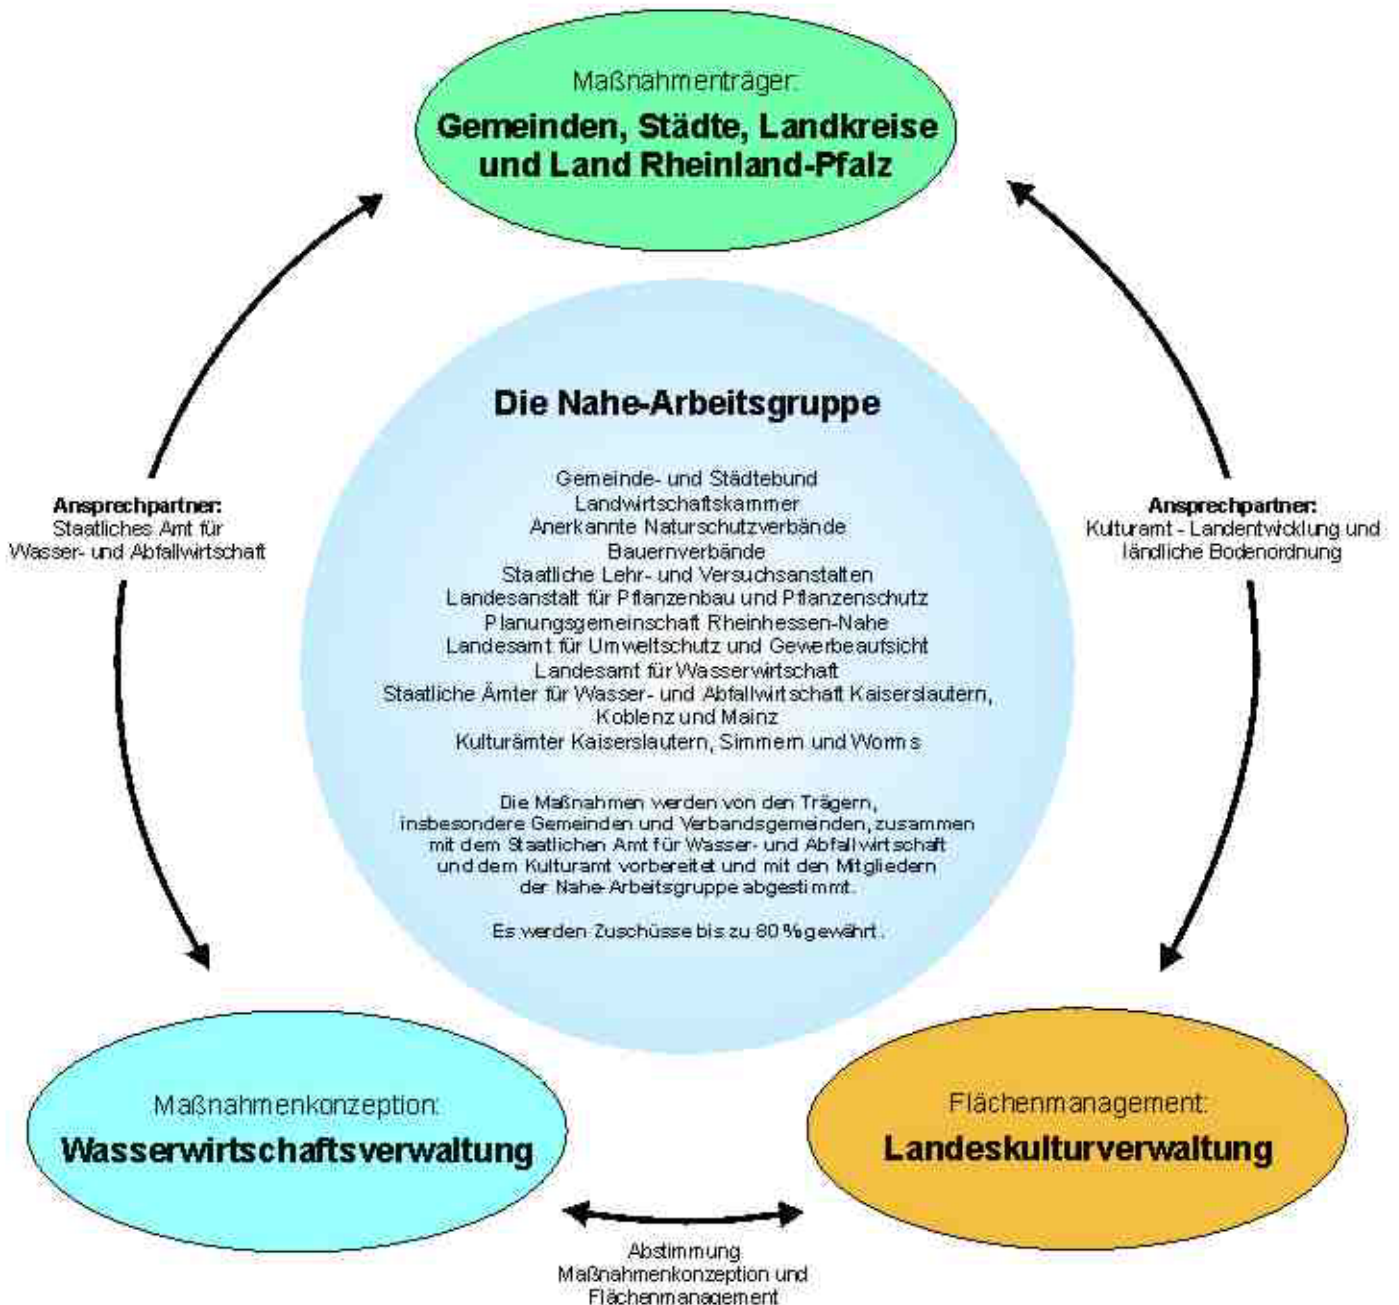 Maßnahmenträger:
Gemeinden, Städte, Landkreise
und Land Rheinland-Pfalz
Die Nahe-Arbeitsgruppe
Gemeinde- und Städtebund
Landwirtschaftskammer
Anerkannte Naturschutzverbände
Bauernverbände
Staatliche Lehr- und Versuchsanstalten
Landesanstalt für Pflanzenbau und Pflanzenschutz
Planungsgemeinschaft Rheinhessen-Nahe
Landesamt für Umweltschutz und Gewerbeaufsicht
Landesamt für Wasserwirtschaft
Staatliche Ämter für Wasser- und Abfallwirtschaft Kaiserslautern,
Koblenz und Mainz
Kulturämter Kaiserslautern, Simmern und Worms
Die Maßnahmen werden von den Trägern,
insbesondere Gemeinden und Verbandsgemeinden, zusammen
mit dem Staatlichen Amt für Wasser- und Abfallwirtschaft
und dem Kulturamt vorbereitet und mit den Mitgliedern
der Nahe-Arbeitsgruppe abgestimmt.
Es werden Zuschüsse bis zu 80 % gewährt.
Ansprechpartner:
Staatliches Amt für
Wasser- und Abfallwirtschaft
Ansprechpartner:
Kulturamt - Landentwicklung und
ländliche Bodenordnung
Maßnahmenkonzeption:
Wasserwirtschaftsverwaltung
Flächenmanagement:
Landeskulturverwaltung
Abstimmung
Maßnahmenkonzeption und
Flächenmanagement